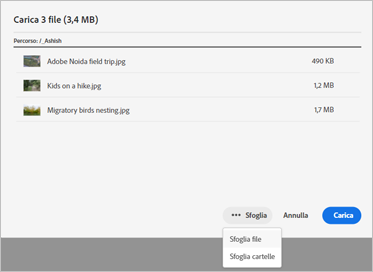 Carica 3 file (3,4 MB)
Percorso: /_Ashish
Adobe Noida field trip.jpg 490 KB
Kids on a hike.jpg 1,2 MB
Migratory birds nesting.jpg 1,7 MB
••• Sfoglia Annulla Carica
Sfoglia file
Sfoglia cartelle